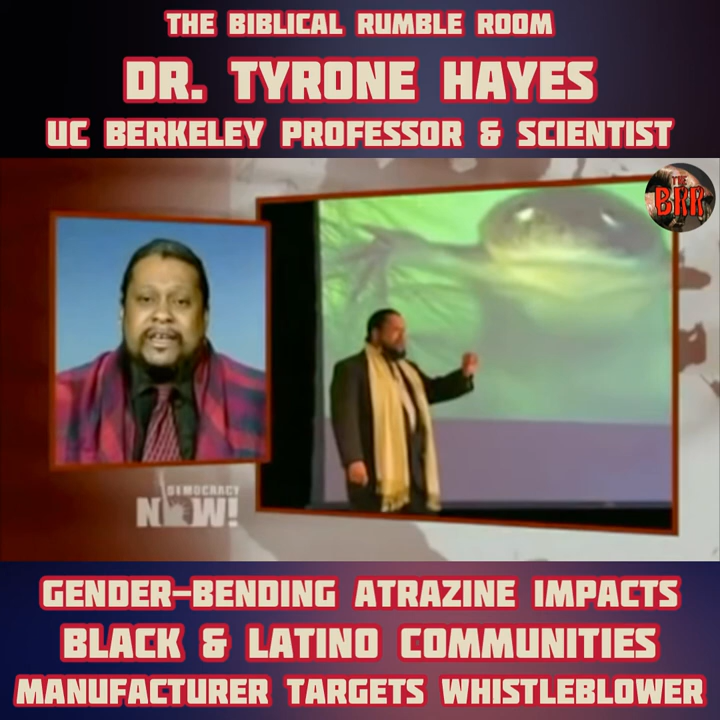 THE BIBLICAL RUMBLE ROOM
DR. TYRONE HAYES
UC BERKELEY PROFESSOR & SCIENTIST
THE
BRR
DEMOCRACY
NOW!
GENDER-BENDING ATRAZINE IMPACTS
BLACK & LATINO COMMUNITIES
MANUFACTURER TARGETS WHISTLEBLOWER